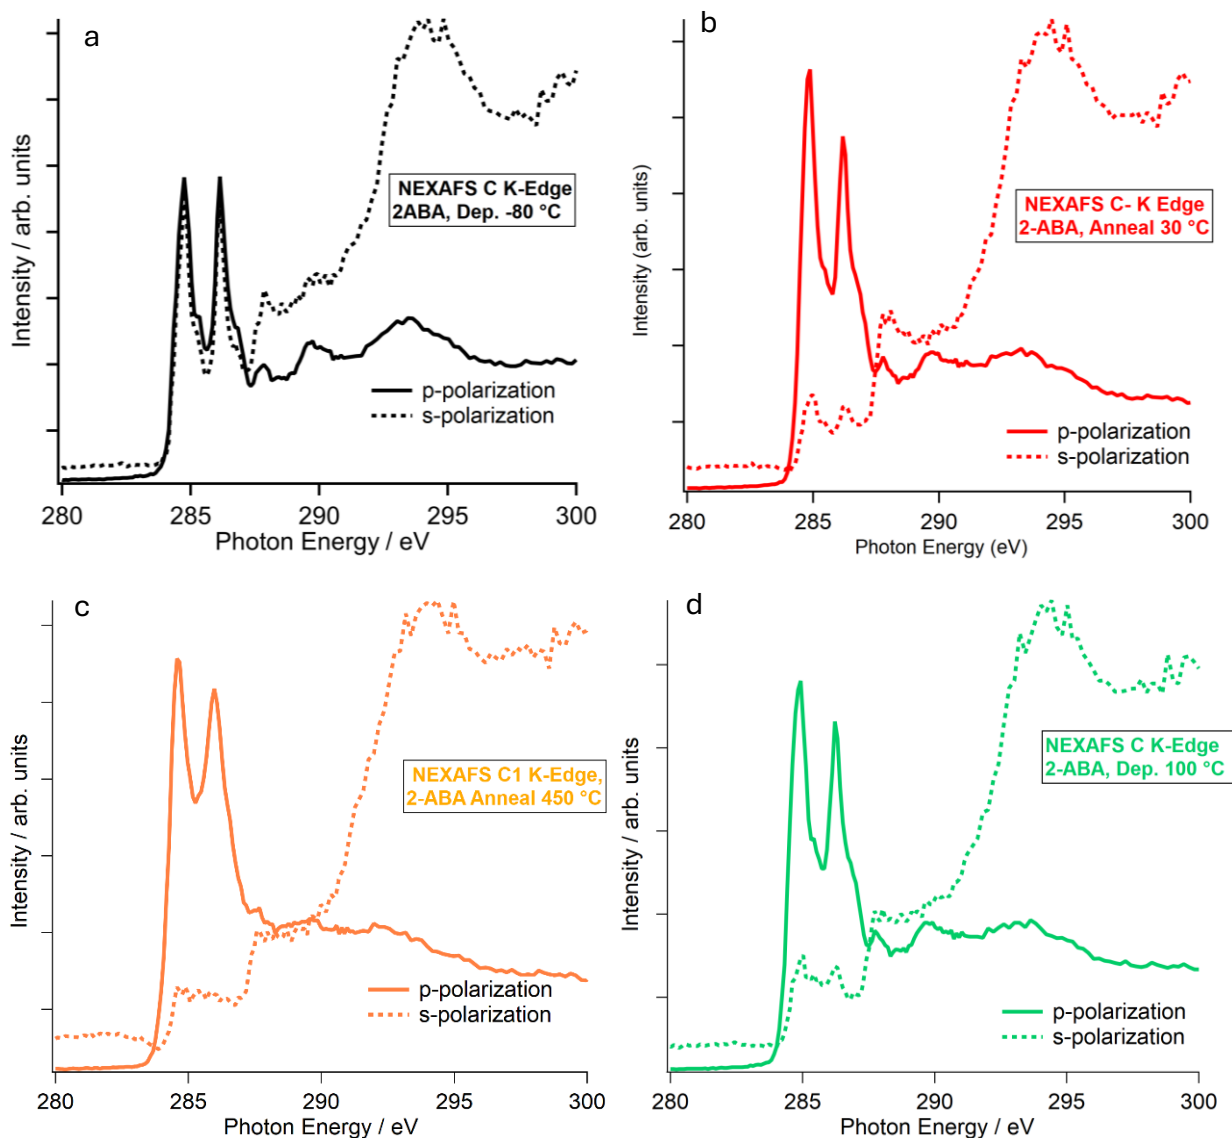 a
Intensity / arb. units
NEXAFS C K-Edge
2ABA, Dep. -80 °C
p-polarization
s-polarization
280
285
290
295
300
Photon Energy / eV
b
Intensity (arb. units)
NEXAFS C- K Edge
2-ABA, Anneal 30 °C
p-polarization
s-polarization
280
285
290
295
300
Photon Energy (eV)
c
Intensity / arb. units
NEXAFS C1 K-Edge,
2-ABA Anneal 450 °C
p-polarization
s-polarization
280
285
290
295
300
Photon Energy / eV
d
Intensity / arb. units
NEXAFS C K-Edge
2-ABA, Dep. 100 °C
p-polarization
s-polarization
280
285
290
295
300
Photon Energy / eV